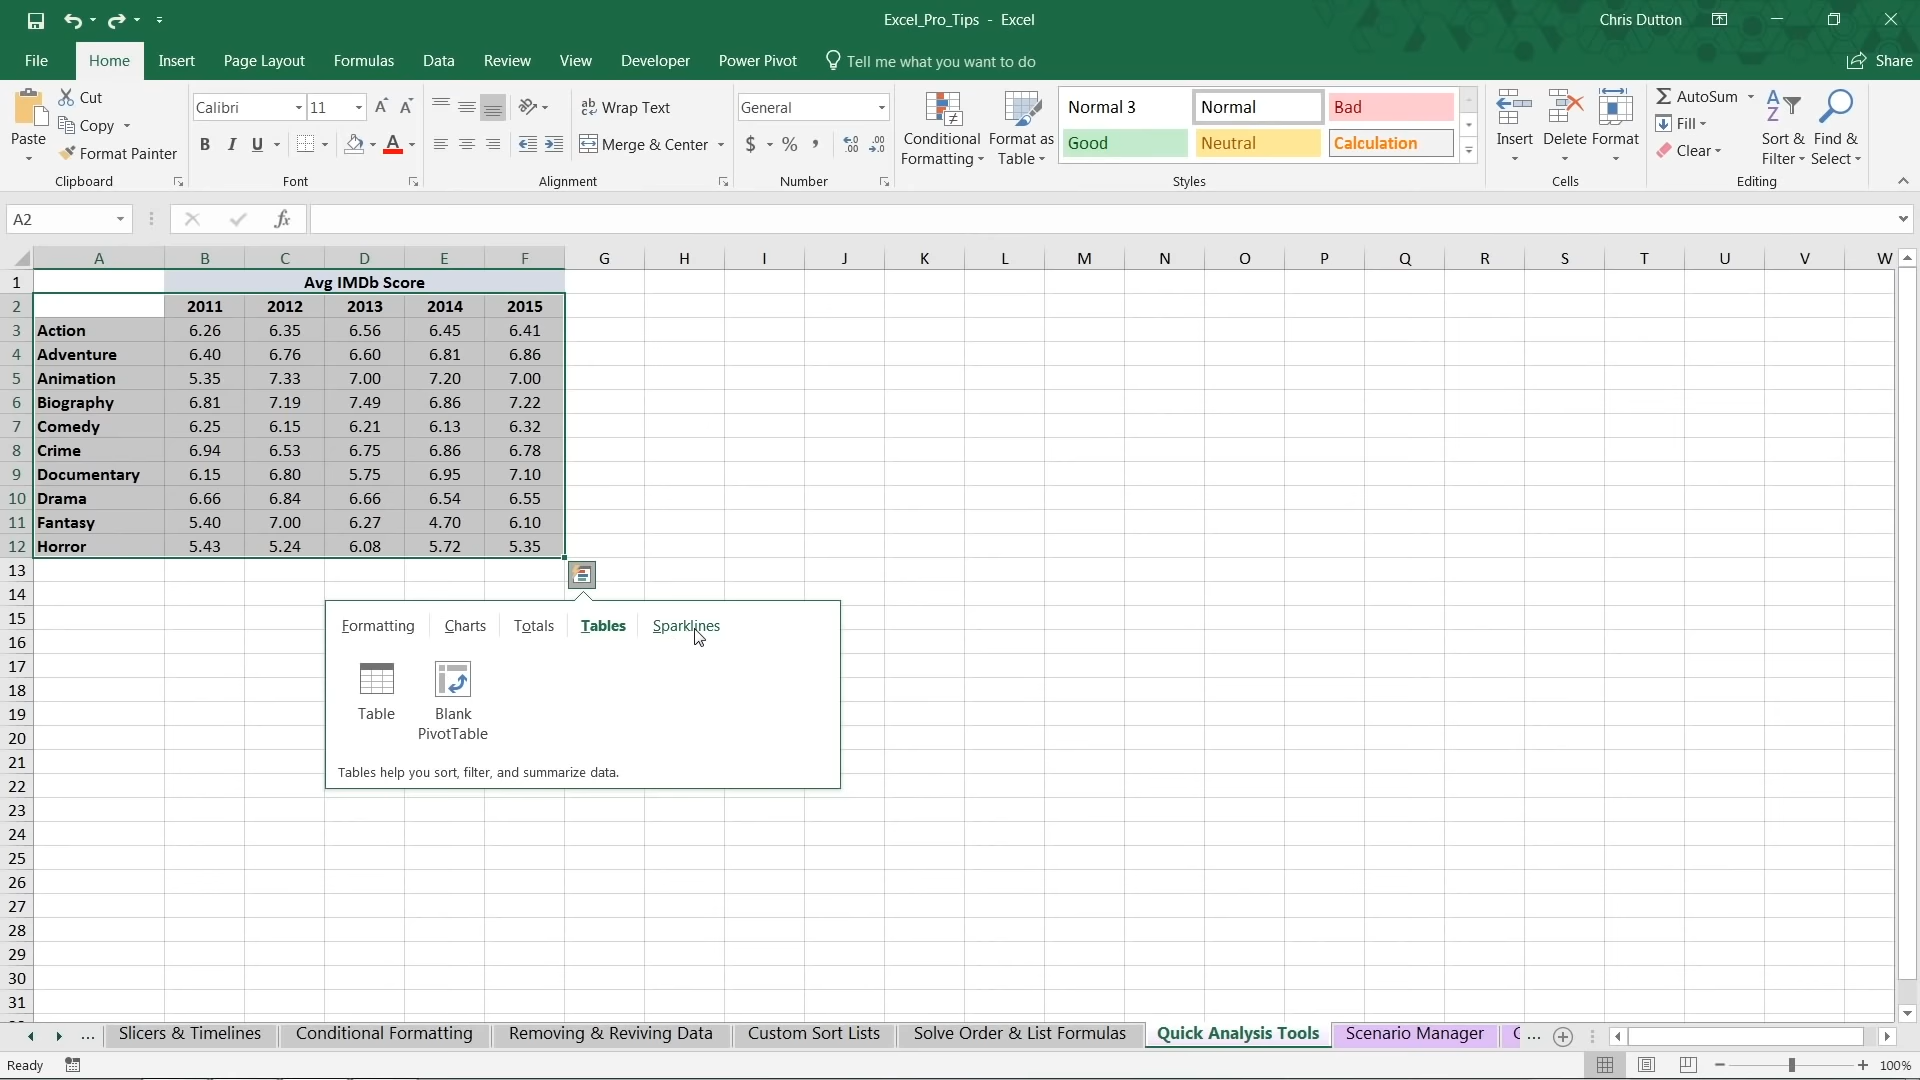 Excel_Pro_Tips - Excel
Chris Dutton
File Home Insert Page Layout Formulas Data Review View Developer Power Pivot Tell me what you want to do Share
Paste
Cut
Copy
Format Painter
Clipboard
Calibri 11
B I U
Font
Wrap Text
Merge & Center
Alignment
General
$ % ,
Number
Conditional Formatting
Format as Table
Normal 3 Normal Bad
Good Neutral Calculation
Styles
Insert Delete Format
Cells
AutoSum
Fill
Clear
Sort & Filter
Find & Select
Editing
A2
fx
A B C D E F G H I J K L M N O P Q R S T U V W
1 Avg IMDb Score
2 2011 2012 2013 2014 2015
3 Action 6.26 6.35 6.56 6.45 6.41
4 Adventure 6.40 6.76 6.60 6.81 6.86
5 Animation 5.35 7.33 7.00 7.20 7.00
6 Biography 6.81 7.19 7.49 6.86 7.22
7 Comedy 6.25 6.15 6.21 6.13 6.32
8 Crime 6.94 6.53 6.75 6.86 6.78
9 Documentary 6.15 6.80 5.75 6.95 7.10
10 Drama 6.66 6.84 6.66 6.54 6.55
11 Fantasy 5.40 7.00 6.27 4.70 6.10
12 Horror 5.43 5.24 6.08 5.72 5.35
13
14
15
16
17
18
19
20
21
22
23
24
25
26
27
28
29
30
31
Formatting Charts Totals Tables Sparklines
Table
Blank PivotTable
Tables help you sort, filter, and summarize data.
... Slicers & Timelines Conditional Formatting Removing & Reviving Data Custom Sort Lists Solve Order & List Formulas Quick Analysis Tools Scenario Manager ...
Ready
100%